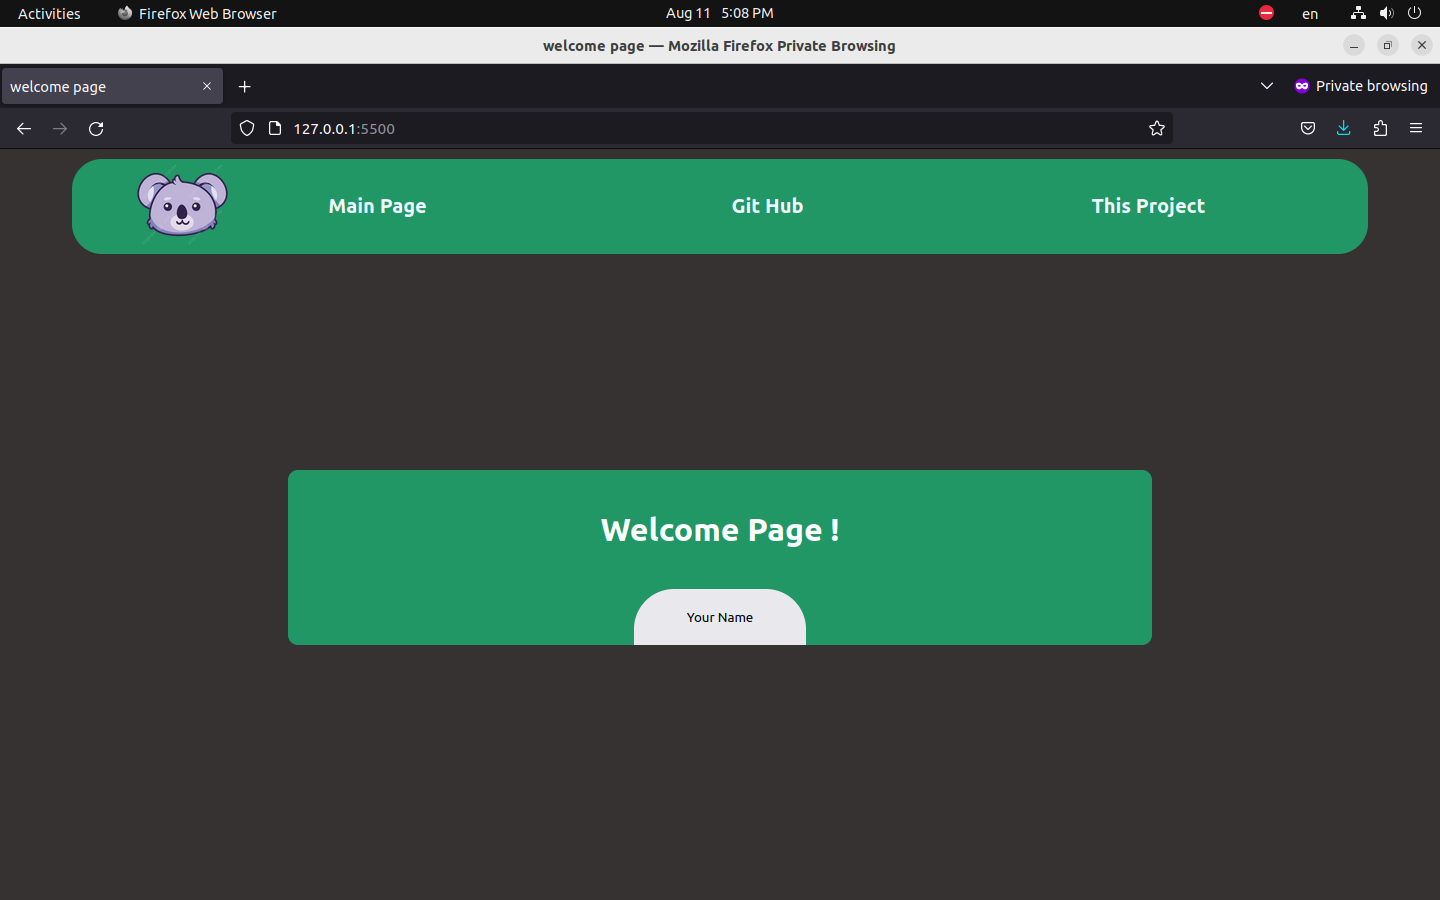 Activities Firefox Web Browser Aug 11 5:08 PM en
welcome page — Mozilla Firefox Private Browsing
welcome page Private browsing
127.0.0.1:5500
Main Page Git Hub This Project
Welcome Page !
Your Name